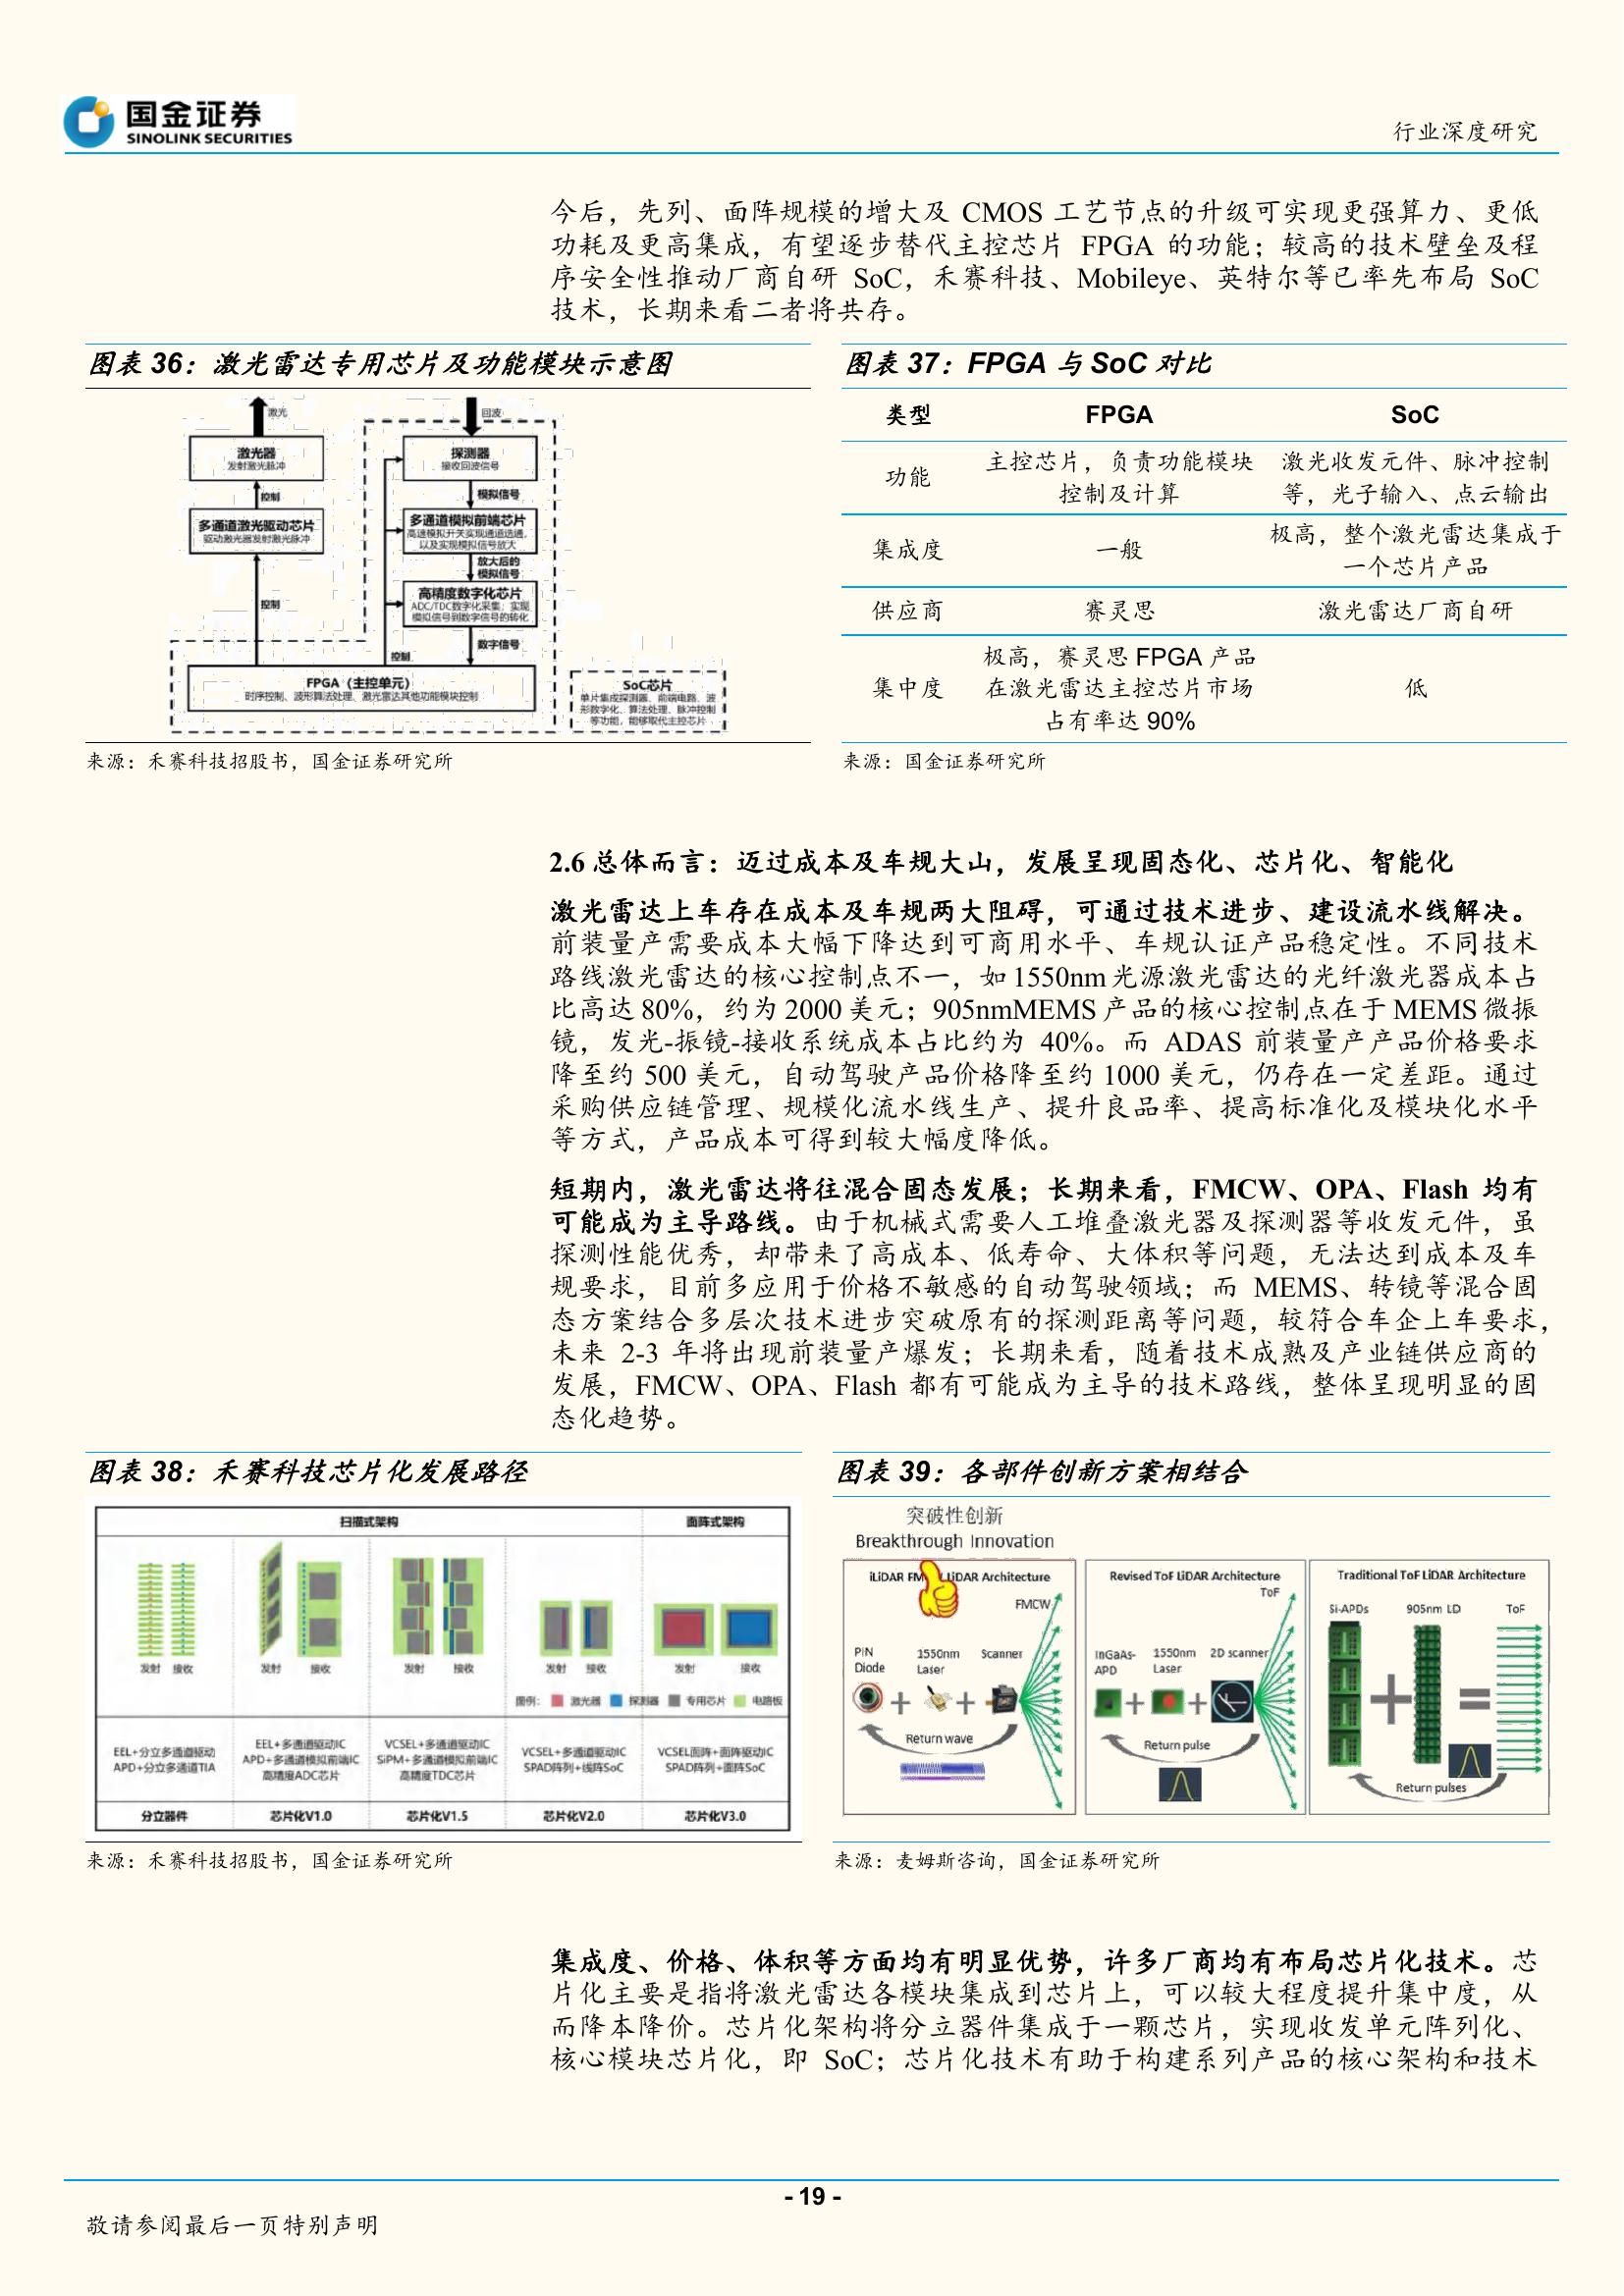 国金证券
SINOLINK SECURITIES
行业深度研究
今后，先列、面阵规模的增大及 CMOS 工艺节点的升级可实现更强算力、更低
功耗及更高集成，有望逐步替代主控芯片 FPGA 的功能；较高的技术壁垒及程
序安全性推动厂商自研 SoC，禾赛科技、Mobileye、英特尔等已率先布局 SoC
技术，长期来看二者将共存。
图表 36：激光雷达专用芯片及功能模块示意图
激光
回波
激光器
发射激光脉冲
探测器
接收回波信号
控制
模拟信号
多通道激光驱动芯片
驱动激光器发射激光脉冲
多通道模拟前端芯片
高速模拟开关实现通道选通，
以及实现模拟信号放大
放大后的
模拟信号
高精度数字化芯片
ADC/TDC数字化采集；实现
模拟信号到数字信号的转化
控制
数字信号
控制
FPGA（主控单元）
时序控制、波形算法处理、激光雷达其他功能模块控制
SoC芯片
单片集成探测器、前端电路、波
形数字化、算法处理、脉冲控制
等功能，能够取代主控芯片
来源：禾赛科技招股书，国金证券研究所
图表 37：FPGA 与 SoC 对比
类型 FPGA SoC
功能 主控芯片，负责功能模块 激光收发元件、脉冲控制
控制及计算 等，光子输入、点云输出
集成度 一般 极高，整个激光雷达集成于
一个芯片产品
供应商 赛灵思 激光雷达厂商自研
极高，赛灵思 FPGA 产品
集中度 在激光雷达主控芯片市场 低
占有率达 90%
来源：国金证券研究所
2.6 总体而言：迈过成本及车规大山，发展呈现固态化、芯片化、智能化
激光雷达上车存在成本及车规两大阻碍，可通过技术进步、建设流水线解决。
前装量产需要成本大幅下降达到可商用水平、车规认证产品稳定性。不同技术
路线激光雷达的核心控制点不一，如 1550nm 光源激光雷达的光纤激光器成本占
比高达 80%，约为 2000 美元；905nmMEMS 产品的核心控制点在于 MEMS 微振
镜，发光-振镜-接收系统成本占比约为 40%。而 ADAS 前装量产产品价格要求
降至约 500 美元，自动驾驶产品价格降至约 1000 美元，仍存在一定差距。通过
采购供应链管理、规模化流水线生产、提升良品率、提高标准化及模块化水平
等方式，产品成本可得到较大幅度降低。
短期内，激光雷达将往混合固态发展；长期来看，FMCW、OPA、Flash 均有
可能成为主导路线。由于机械式需要人工堆叠激光器及探测器等收发元件，虽
探测性能优秀，却带来了高成本、低寿命、大体积等问题，无法达到成本及车
规要求，目前多应用于价格不敏感的自动驾驶领域；而 MEMS、转镜等混合固
态方案结合多层次技术进步突破原有的探测距离等问题，较符合车企上车要求，
未来 2-3 年将出现前装量产爆发；长期来看，随着技术成熟及产业链供应商的
发展，FMCW、OPA、Flash 都有可能成为主导的技术路线，整体呈现明显的固
态化趋势。
图表 38：禾赛科技芯片化发展路径
扫描式架构 面阵式架构
发射 接收 发射 接收 发射 接收 发射 接收 发射 接收
图例： 激光器 探测器 专用芯片 电路板
EEL+分立多通道驱动
APD+分立多通道TIA
EEL+多通道驱动IC
APD+多通道模拟前端IC
高精度ADC芯片
VCSEL+多通道驱动IC
SiPM+多通道模拟前端IC
高精度TDC芯片
VCSEL+多通道驱动IC
SPAD阵列+线阵SoC
VCSEL面阵+面阵驱动IC
SPAD阵列+面阵SoC
分立器件 芯片化V1.0 芯片化V1.5 芯片化V2.0 芯片化V3.0
来源：禾赛科技招股书，国金证券研究所
图表 39：各部件创新方案相结合
突破性创新
Breakthrough Innovation
iLiDAR FM LiDAR Architecture
FMCW
PIN
Diode
1550nm
Laser
Scanner
Return wave
Revised ToF LiDAR Architecture
ToF
InGaAs-
APD
1550nm
Laser
2D scanner
Return pulse
Traditional ToF LiDAR Architecture
Si-APDs 905nm LD ToF
Return pulses
来源：麦姆斯咨询，国金证券研究所
集成度、价格、体积等方面均有明显优势，许多厂商均有布局芯片化技术。芯
片化主要是指将激光雷达各模块集成到芯片上，可以较大程度提升集中度，从
而降本降价。芯片化架构将分立器件集成于一颗芯片，实现收发单元阵列化、
核心模块芯片化，即 SoC；芯片化技术有助于构建系列产品的核心架构和技术
- 19 -
敬请参阅最后一页特别声明